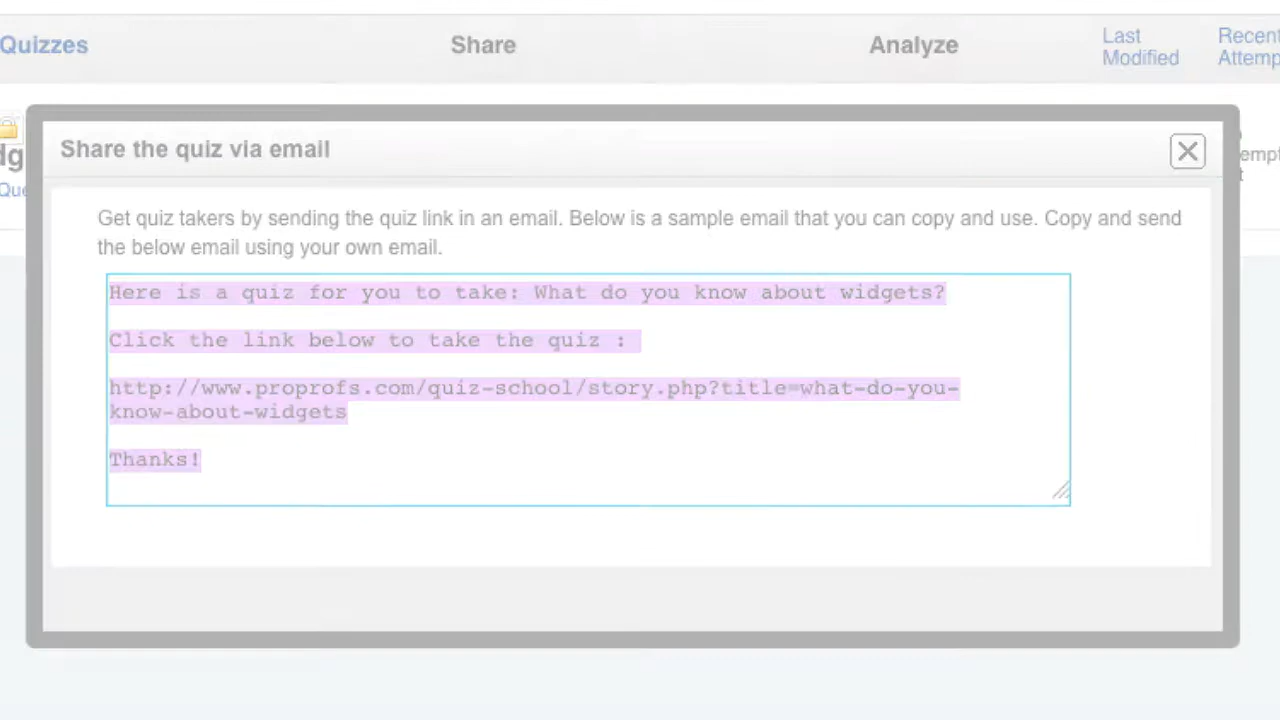 Quizzes Share Analyze Last Recent
Modified
Share the quiz via email
Get quiz takers by sending the quiz link in an email. Below is a sample email that you can copy and use. Copy and send
the below email using your own email.
Here is a quiz for you to take: What do you know about widgets?
Click the link below to take the quiz :
http://www.proprofs.com/quiz-school/story.php?title=what-do-you-
know-about-widgets
Thanks!